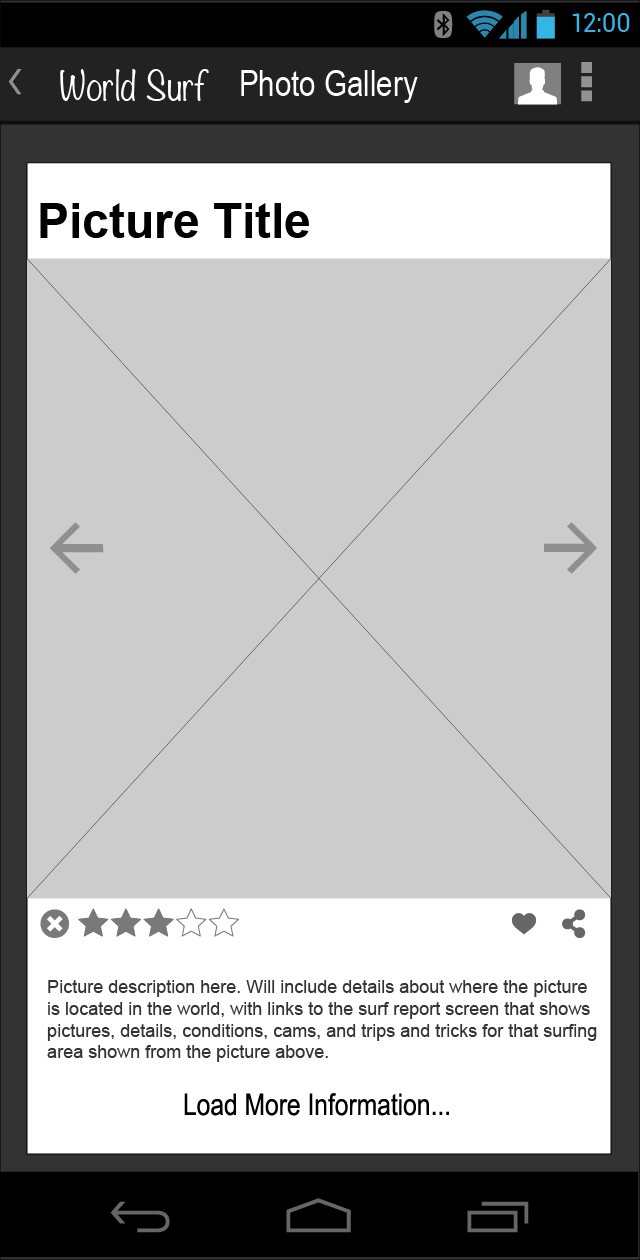 12:00
World Surf Photo Gallery
Picture Title
Picture description here. Will include details about where the picture
is located in the world, with links to the surf report screen that shows
pictures, details, conditions, cams, and trips and tricks for that surfing
area shown from the picture above.
Load More Information...